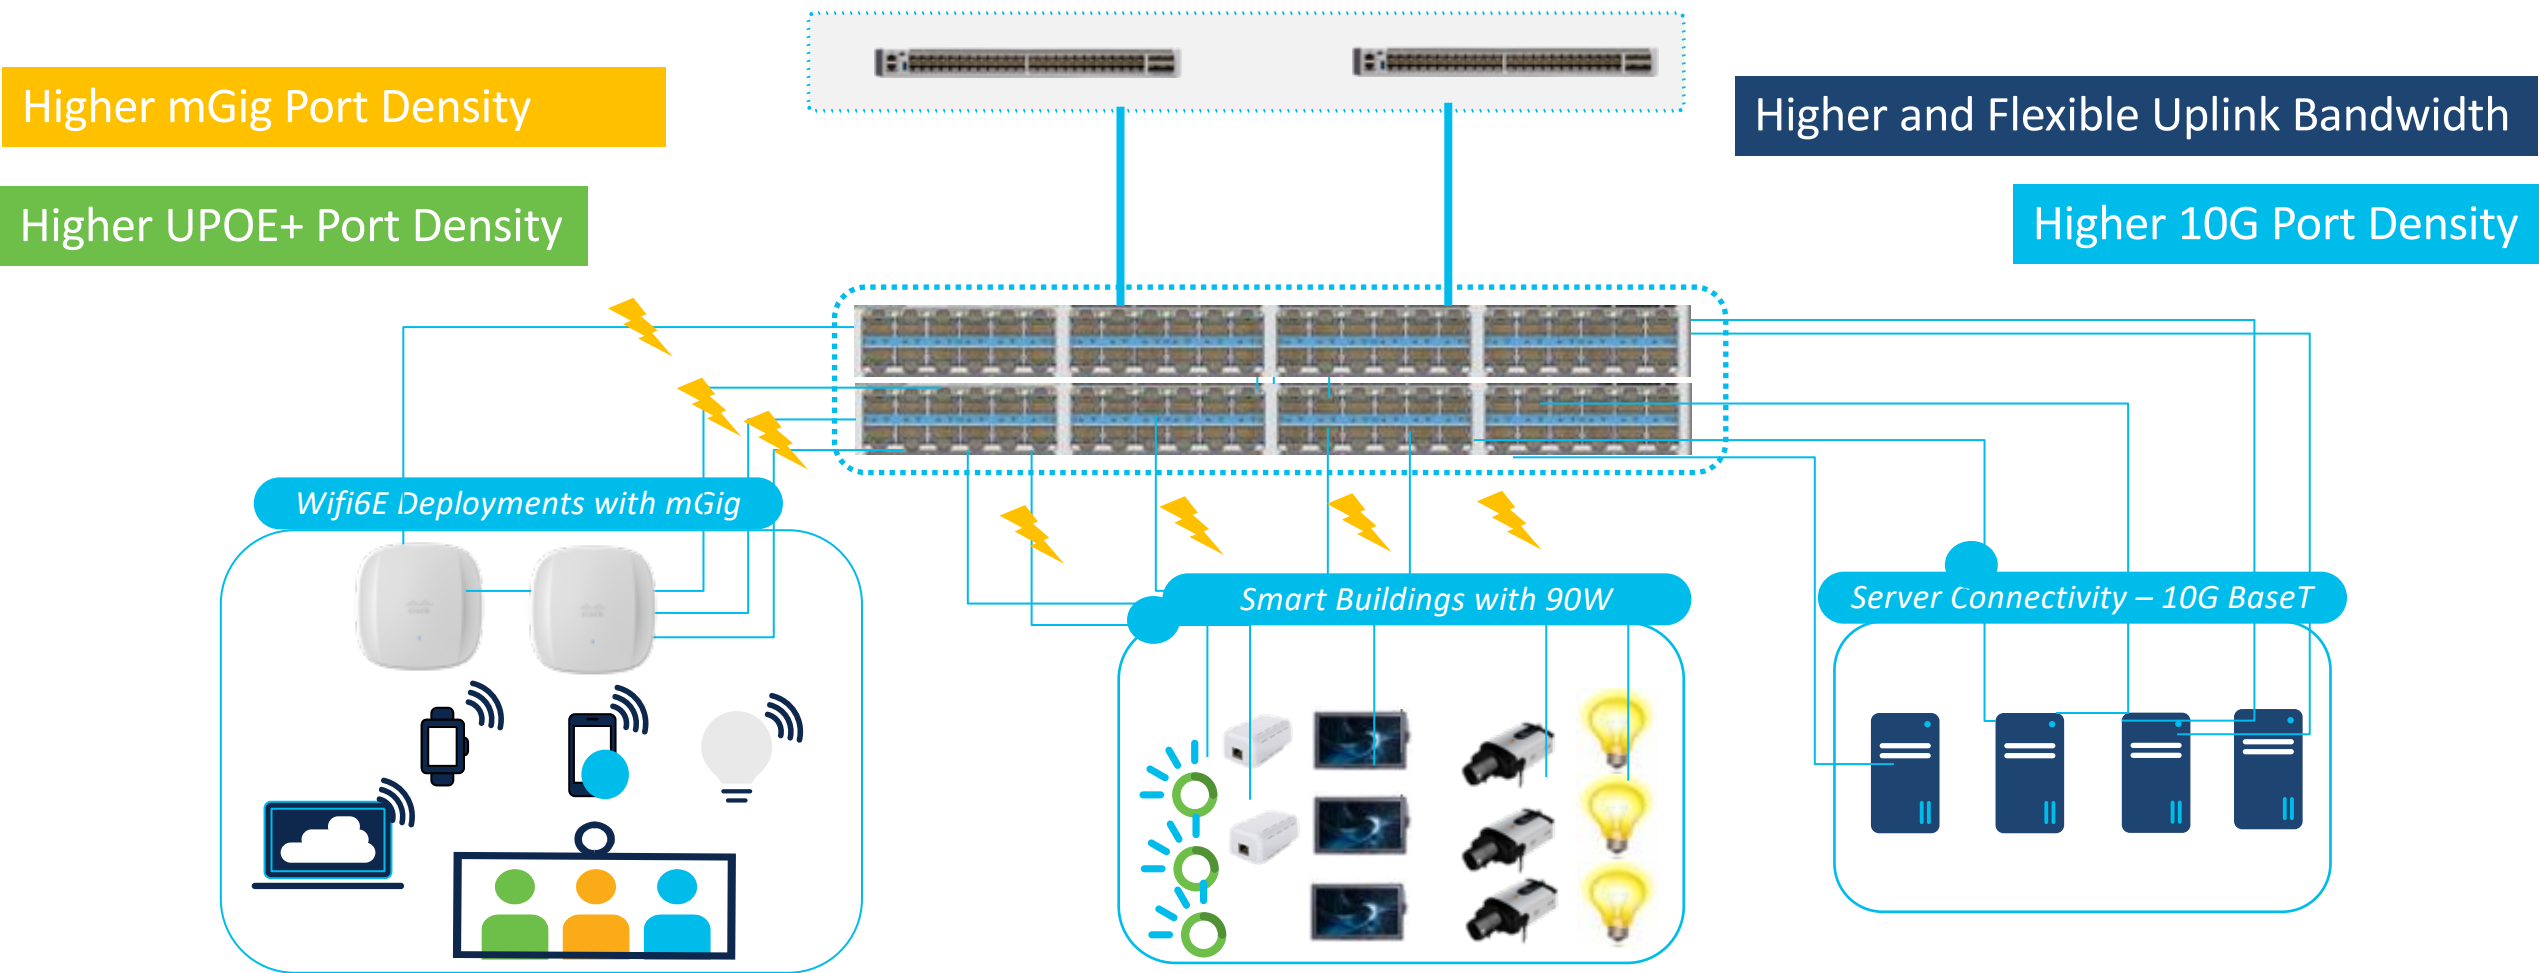 Higher mGig Port Density
Higher and Flexible Uplink Bandwidth
Higher UPOE+ Port Density
Higher 10G Port Density
Wifi6E Deployments with mGig
Smart Buildings with 90W
Server Connectivity – 10G BaseT